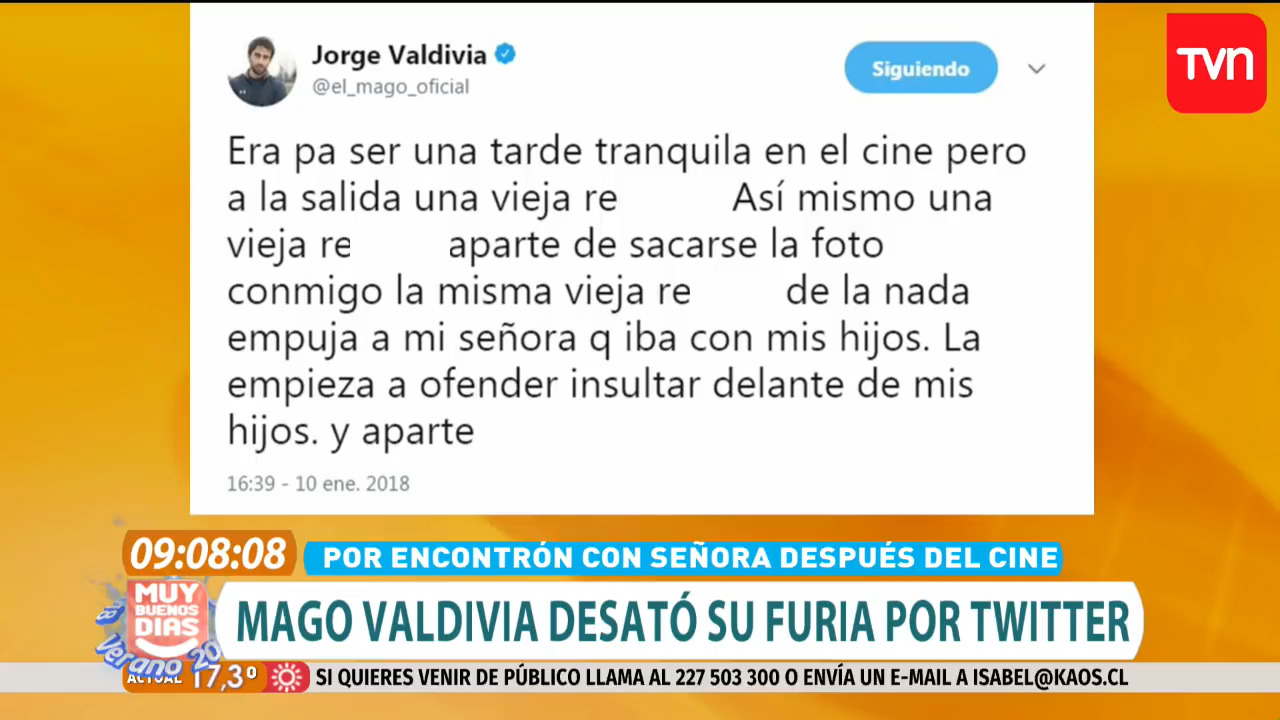 Jorge Valdivia
@el_mago_oficial
Siguiendo
TVN
Era pa ser una tarde tranquila en el cine pero
a la salida una vieja re Así mismo una
vieja re aparte de sacarse la foto
conmigo la misma vieja re de la nada
empuja a mi señora q iba con mis hijos. La
empieza a ofender insultar delante de mis
hijos. y aparte
16:39 - 10 ene. 2018
09:08:08
POR ENCONTRÓN CON SEÑORA DESPUÉS DEL CINE
MUY
BUENOS
DIAS
Verano 20
MAGO VALDIVIA DESATÓ SU FURIA POR TWITTER
ACTUAL 17,3º
SI QUIERES VENIR DE PÚBLICO LLAMA AL 227 503 300 O ENVÍA UN E-MAIL A ISABEL@KAOS.CL